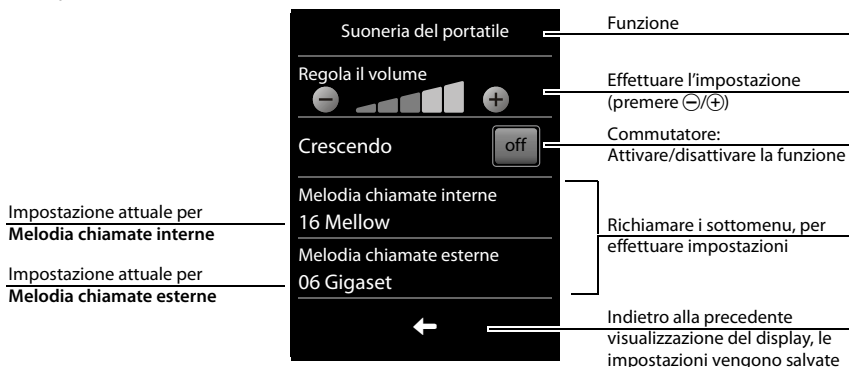 Suoneria del portatile
Funzione
Regola il volume
Effettuare l'impostazione
(premere −/+)
Crescendo
off
Commutatore:
Attivare/disattivare la funzione
Melodia chiamate interne
16 Mellow
Impostazione attuale per
Melodia chiamate interne
Richiamare i sottomenu, per
effettuare impostazioni
Melodia chiamate esterne
06 Gigaset
Impostazione attuale per
Melodia chiamate esterne
Indietro alla precedente
visualizzazione del display, le
impostazioni vengono salvate